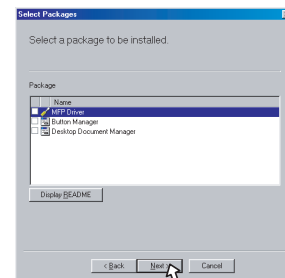 Select Packages
Select a package to be installed.
Package
Name
MFP Driver
Button Manager
Desktop Document Manager
Display README
< Back
Next >
Cancel